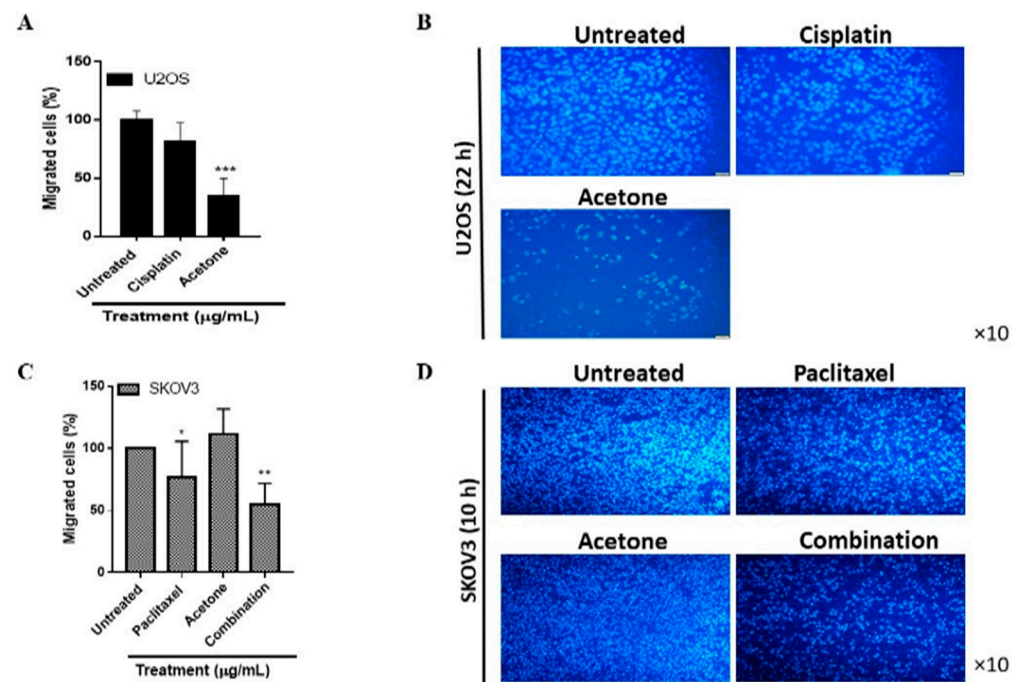 A
150
100
50
0
Migrated cells (%)
U2OS
***
Untreated
Cisplatin
Acetone
Treatment (μg/mL)
B
Untreated
Cisplatin
Acetone
U2OS (22 h)
×10
C
150
100
50
0
Migrated cells (%)
SKOV3
*
**
Untreated
Paclitaxel
Acetone
Combination
Treatment (μg/mL)
D
Untreated
Paclitaxel
Acetone
Combination
SKOV3 (10 h)
×10